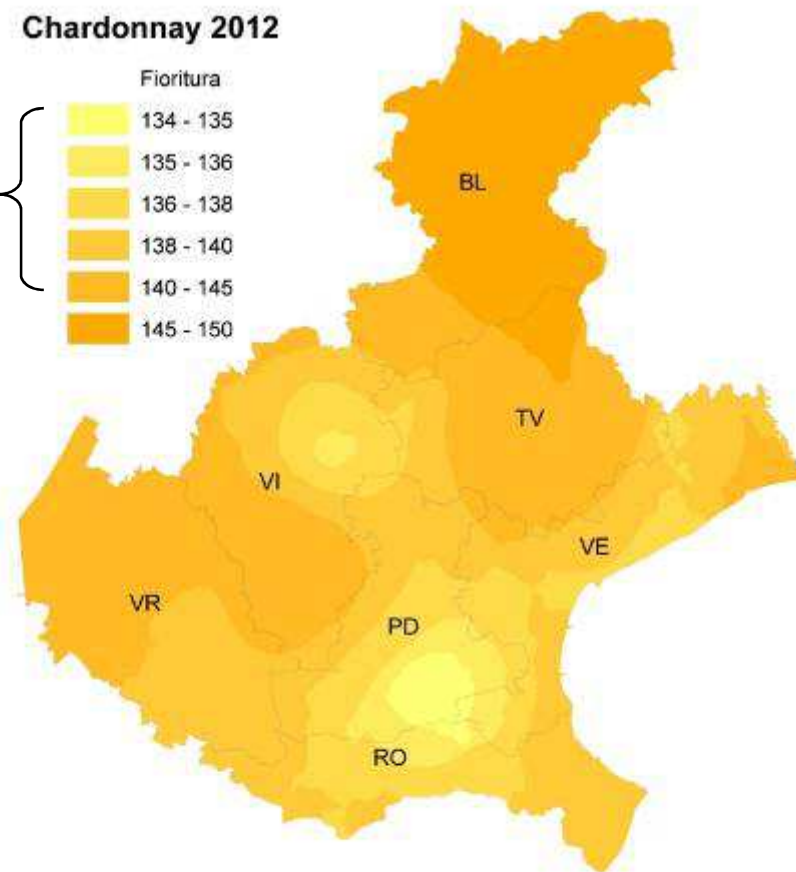 Chardonnay 2012
Fioritura
134 - 135
135 - 136
136 - 138
138 - 140
140 - 145
145 - 150
BL
TV
VI
VE
VR
PD
RO